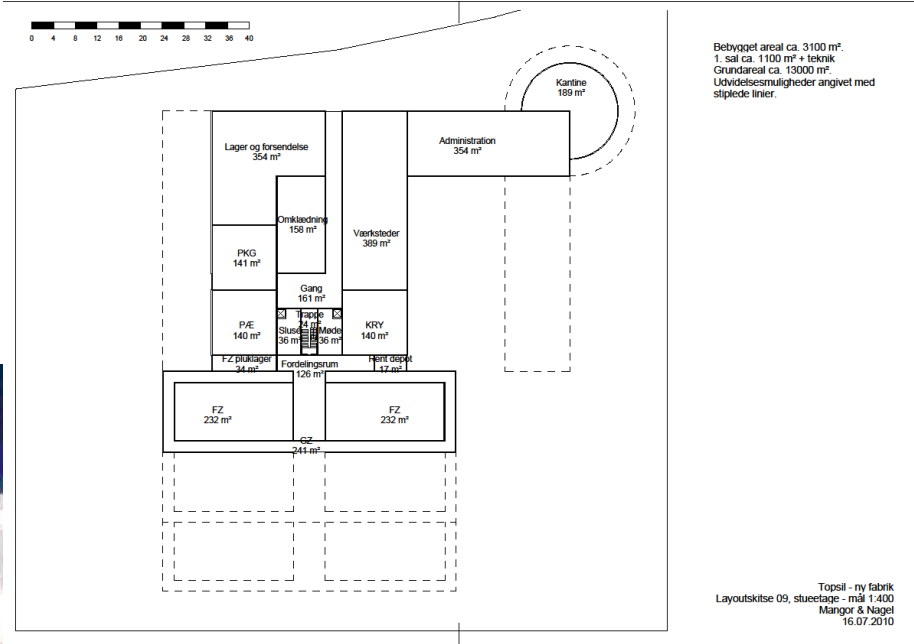 0 4 8 12 16 20 24 28 32 36 40
Bebygget areal ca. 3100 m².
1. sal ca. 1100 m² + teknik
Grundareal ca. 13000 m².
Udvidelsesmuligheder angivet med
stiplede linier.
Kantine
189 m²
Lager og forsendelse
354 m²
Administration
354 m²
Omklædning
158 m²
Værksteder
389 m²
PKG
141 m²
Gang
161 m²
Trappe
24 m²
PÆ
140 m²
Sluse
36 m²
Møde
36 m²
KRY
140 m²
FZ pluklager
34 m²
Fordelingsrum
126 m²
Rent depot
17 m²
FZ
232 m²
FZ
232 m²
GZ
241 m²
Topsil - ny fabrik
Layoutskitse 09, stueetage - mål 1:400
Mangor & Nagel
16.07.2010